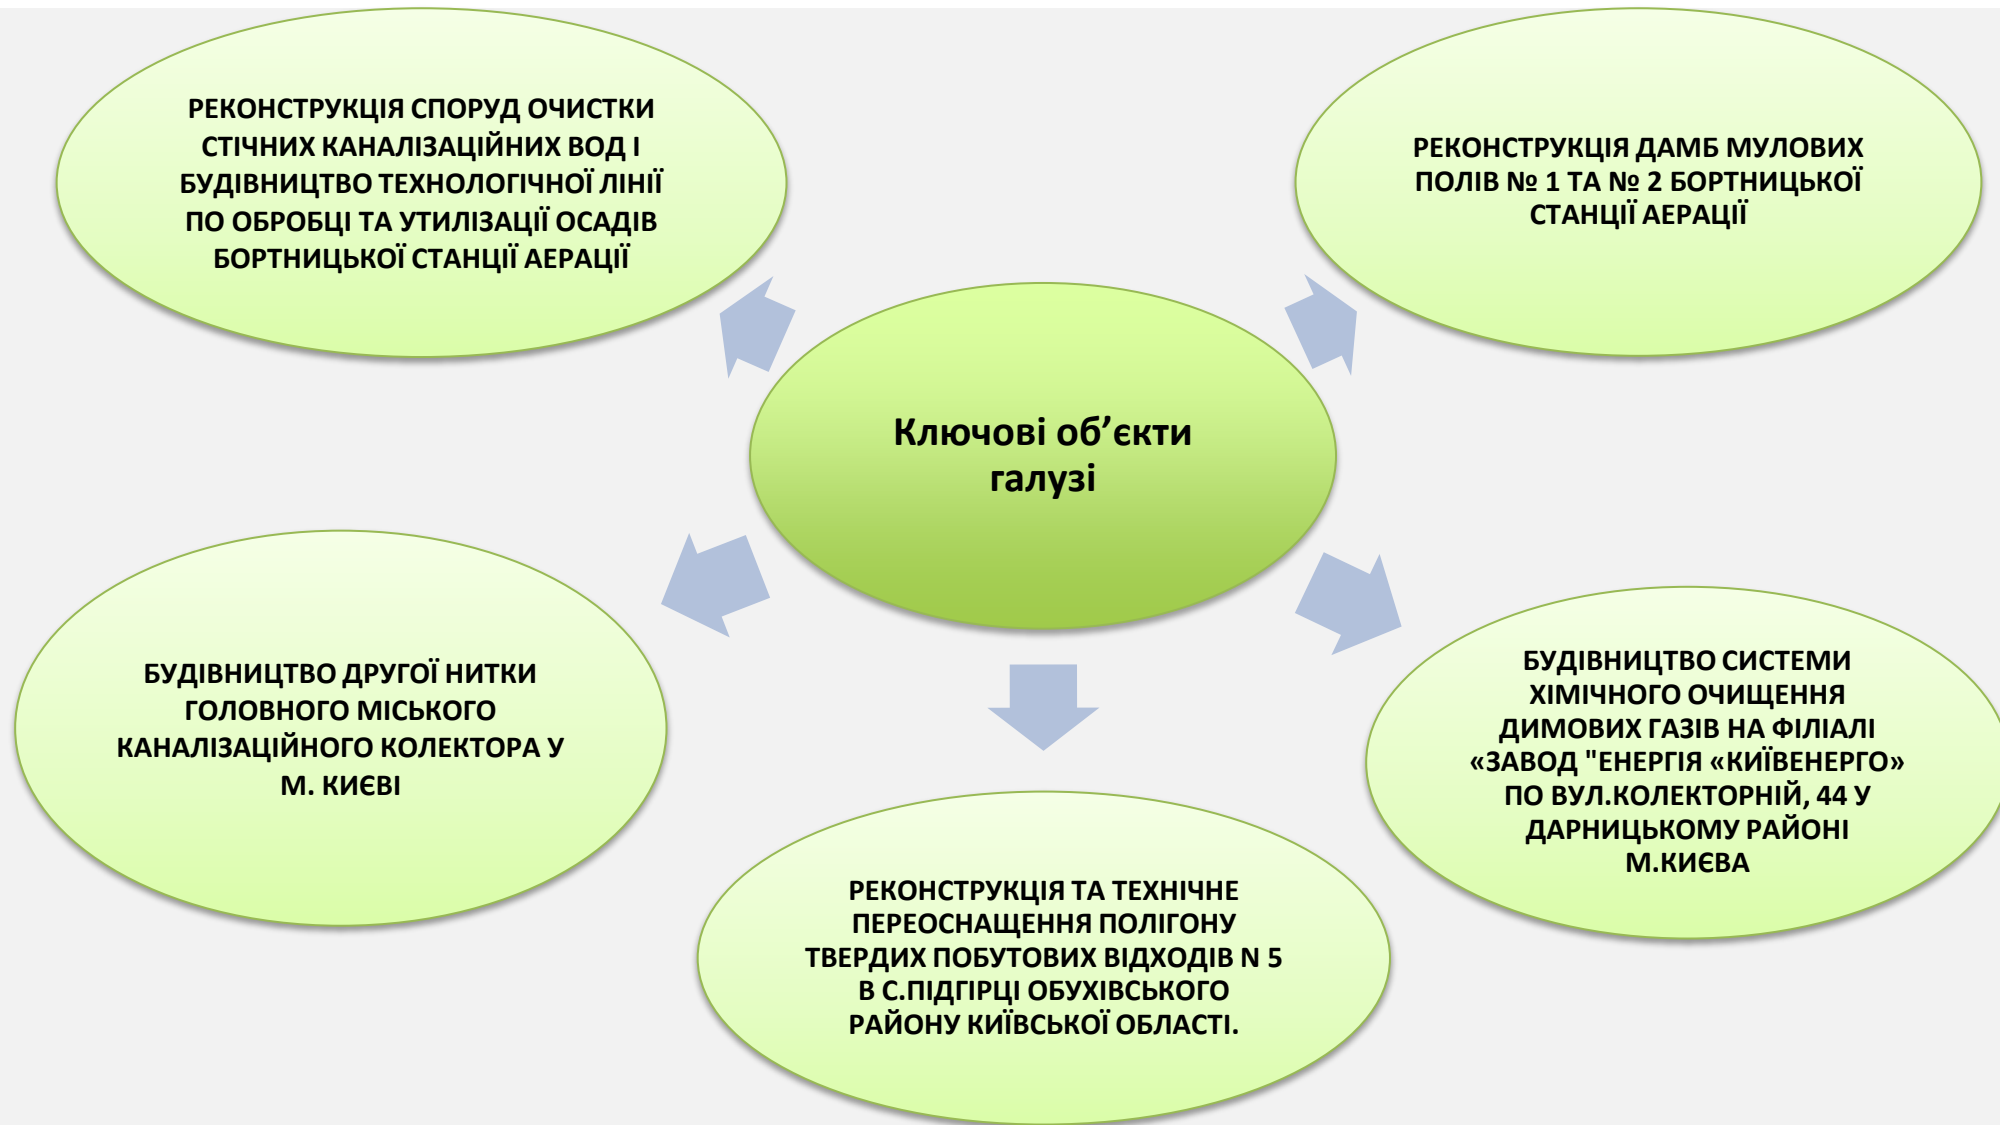 РЕКОНСТРУКЦІЯ СПОРУД ОЧИСТКИ
СТІЧНИХ КАНАЛІЗАЦІЙНИХ ВОД І
БУДІВНИЦТВО ТЕХНОЛОГІЧНОЇ ЛІНІЇ
ПО ОБРОБЦІ ТА УТИЛІЗАЦІЇ ОСАДІВ
БОРТНИЦЬКОЇ СТАНЦІЇ АЕРАЦІЇ
РЕКОНСТРУКЦІЯ ДАМБ МУЛОВИХ
ПОЛІВ № 1 ТА № 2 БОРТНИЦЬКОЇ
СТАНЦІЇ АЕРАЦІЇ
Ключові об’єкти
галузі
БУДІВНИЦТВО ДРУГОЇ НИТКИ
ГОЛОВНОГО МІСЬКОГО
КАНАЛІЗАЦІЙНОГО КОЛЕКТОРА У
М. КИЄВІ
БУДІВНИЦТВО СИСТЕМИ
ХІМІЧНОГО ОЧИЩЕННЯ
ДИМОВИХ ГАЗІВ НА ФІЛІАЛІ
«ЗАВОД "ЕНЕРГІЯ «КИЇВЕНЕРГО»
ПО ВУЛ.КОЛЕКТОРНІЙ, 44 У
ДАРНИЦЬКОМУ РАЙОНІ
М.КИЄВА
РЕКОНСТРУКЦІЯ ТА ТЕХНІЧНЕ
ПЕРЕОСНАЩЕННЯ ПОЛІГОНУ
ТВЕРДИХ ПОБУТОВИХ ВІДХОДІВ N 5
В С.ПІДГІРЦІ ОБУХІВСЬКОГО
РАЙОНУ КИЇВСЬКОЇ ОБЛАСТІ.